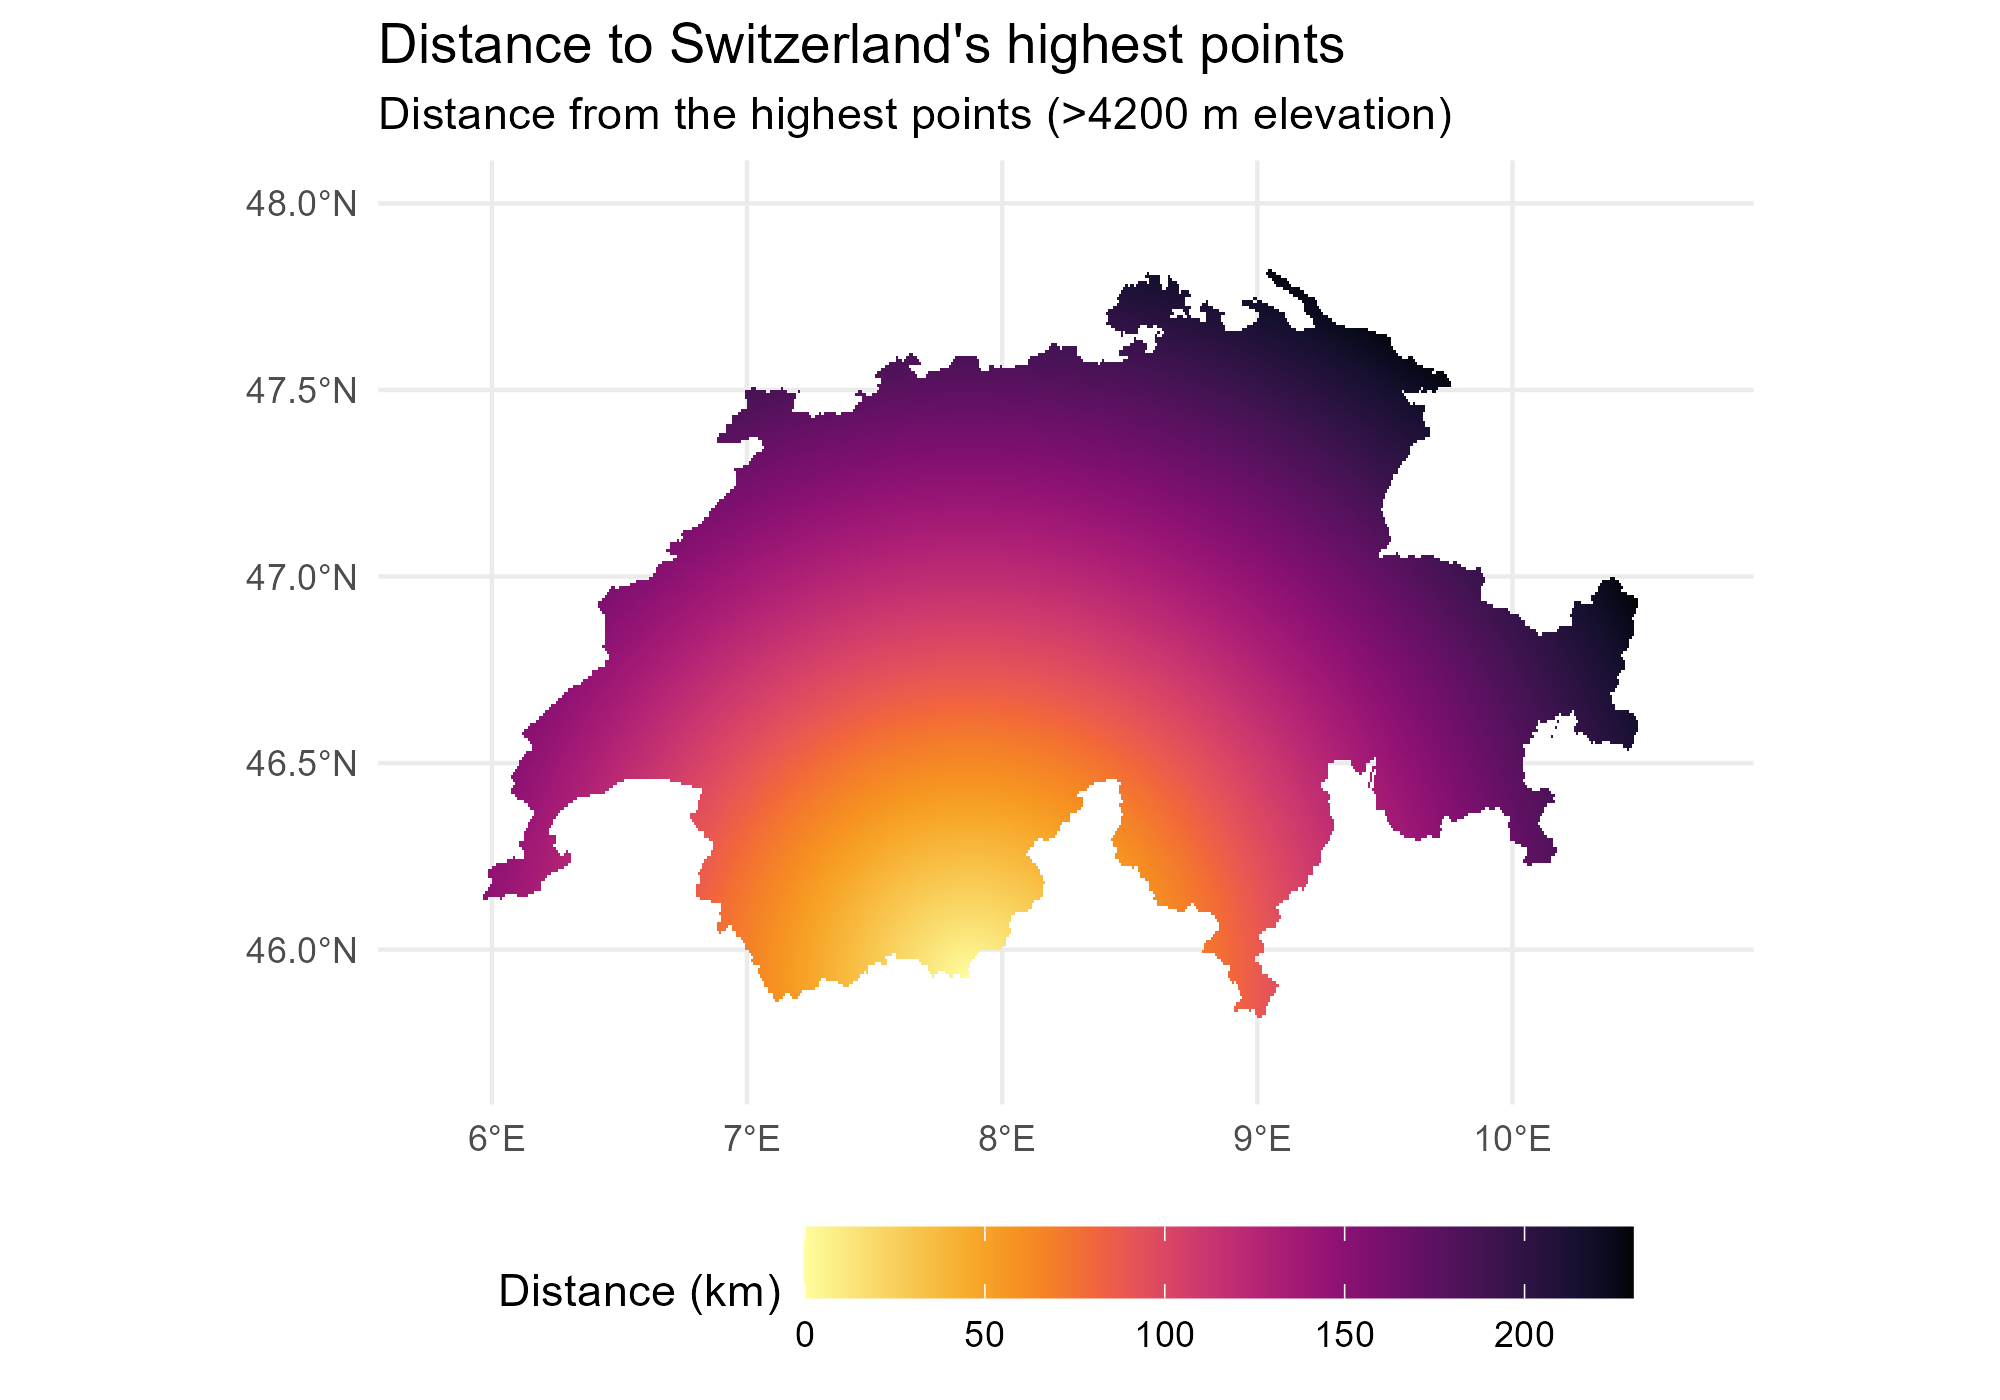 Distance to Switzerland's highest points
Distance from the highest points (>4200 m elevation)
48.0°N
47.5°N
47.0°N
46.5°N
46.0°N
6°E 7°E 8°E 9°E 10°E
Distance (km)
0 50 100 150 200